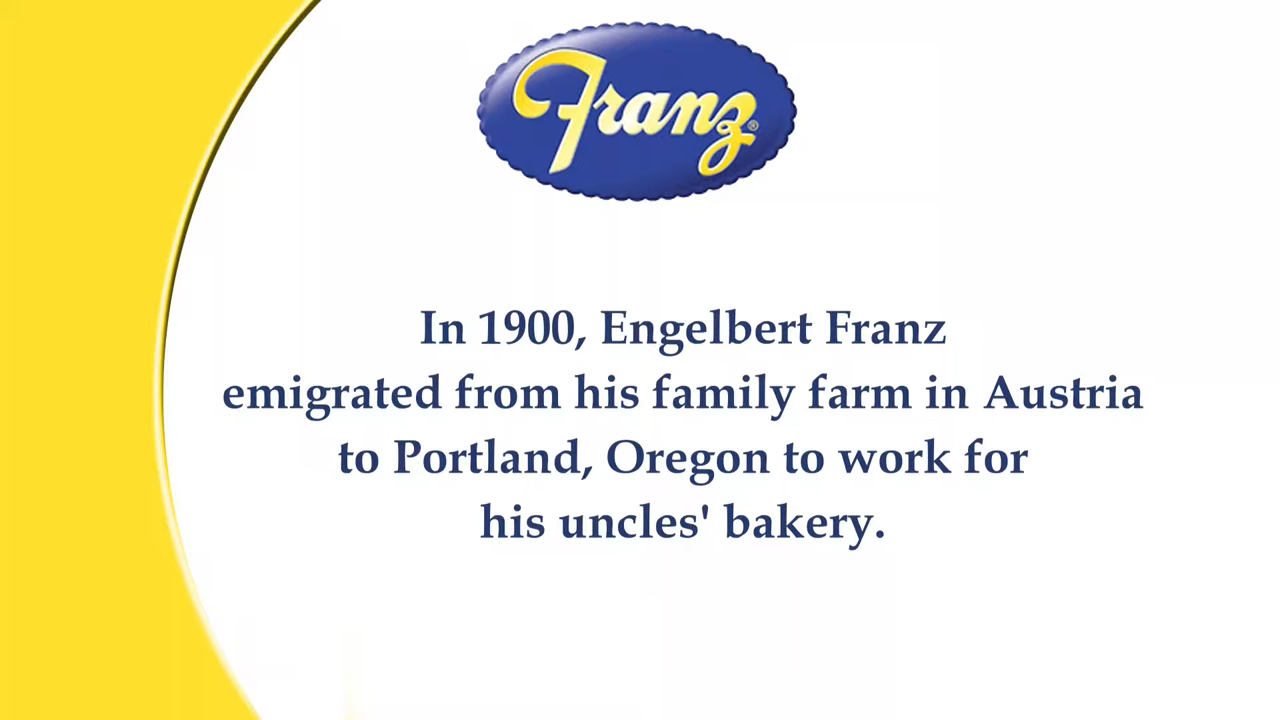 Franz®
In 1900, Engelbert Franz
emigrated from his family farm in Austria
to Portland, Oregon to work for
his uncles' bakery.